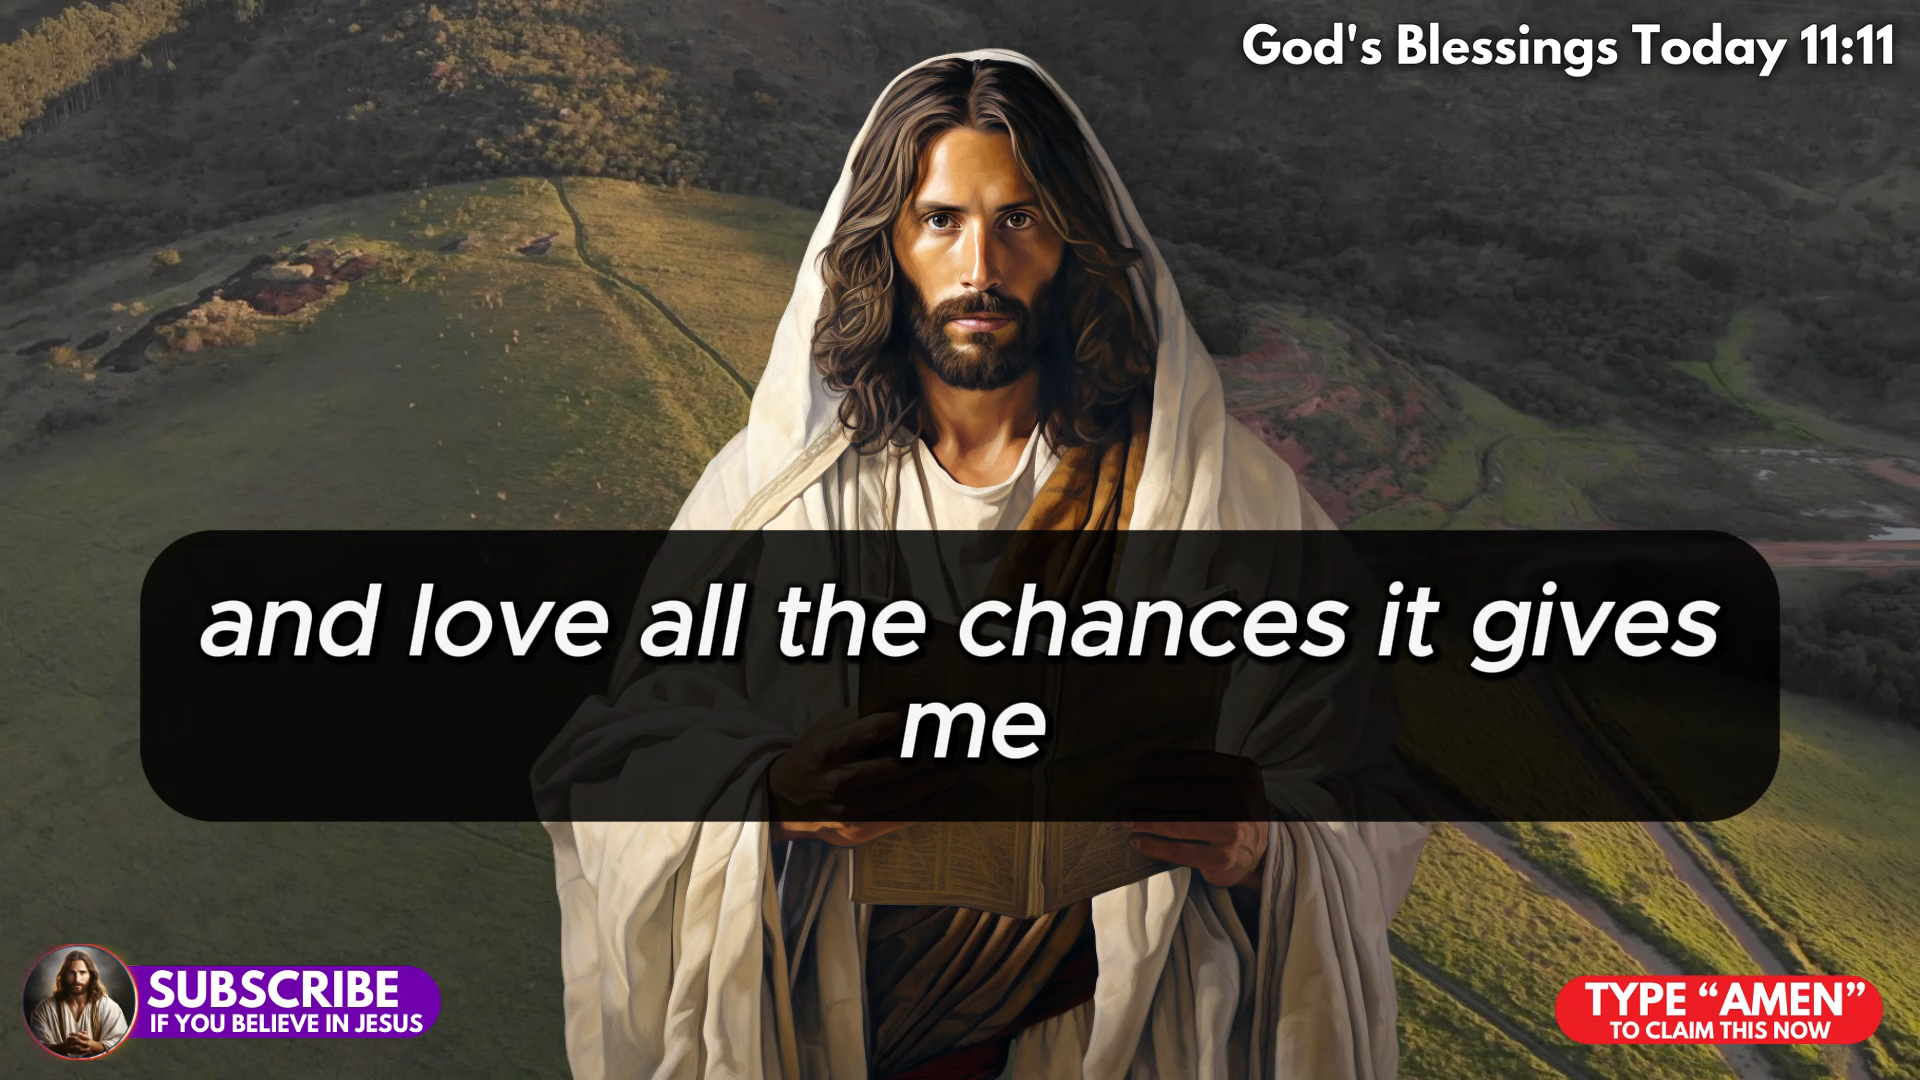 God's Blessings Today 11:11
and love all the chances it gives
me
SUBSCRIBE
IF YOU BELIEVE IN JESUS
TYPE “AMEN”
TO CLAIM THIS NOW